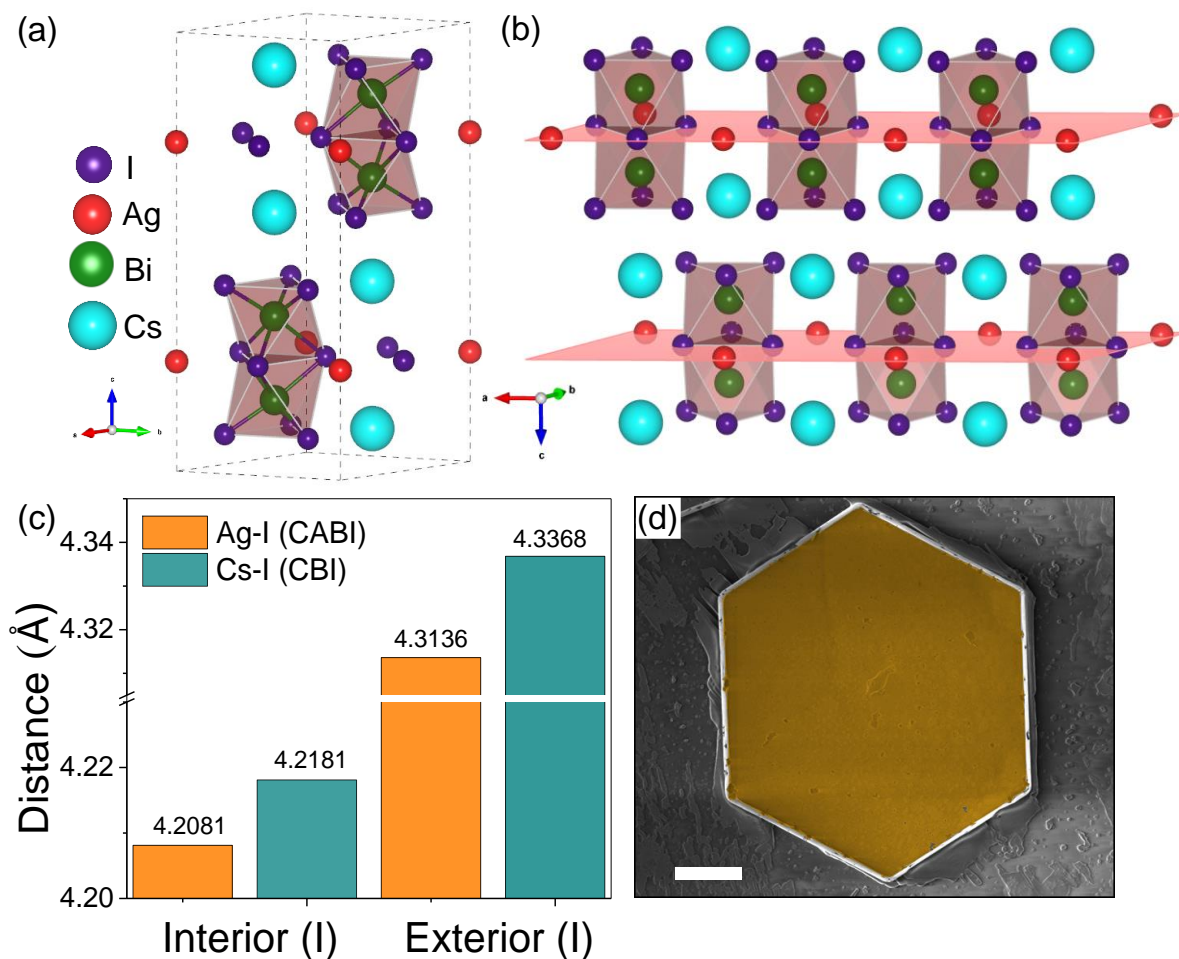 (a)
I
Ag
Bi
Cs
c
a
b
(b)
a
b
c
(c)
Ag-I (CABI)
Cs-I (CBI)
Distance (Å)
4.34
4.32
4.22
4.20
4.2081
4.2181
4.3136
4.3368
Interior (I)
Exterior (I)
(d)